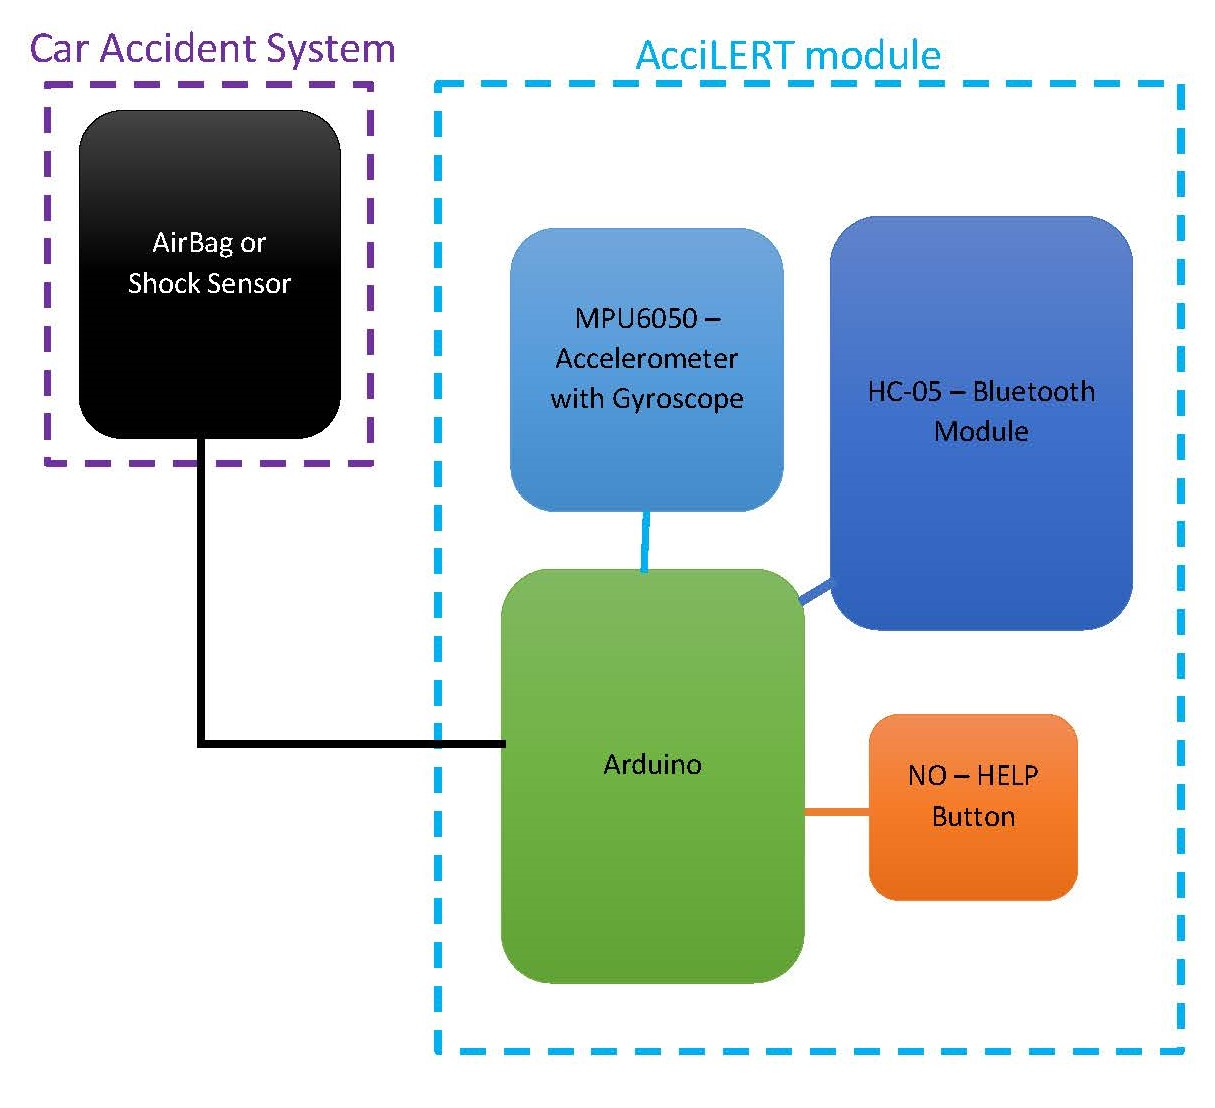 Car Accident System
AcciLERT module
AirBag or
Shock Sensor
MPU6050 –
Accelerometer
with Gyroscope
HC-05 – Bluetooth
Module
Arduino
NO – HELP
Button